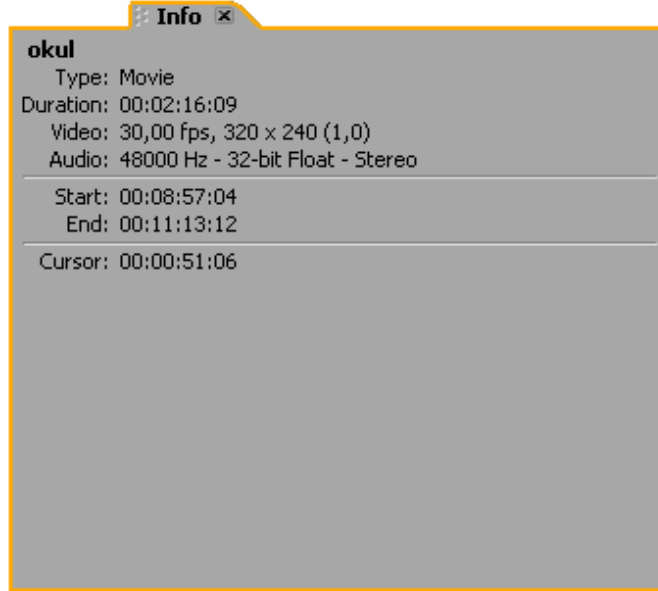 Info
okul
Type: Movie
Duration: 00:02:16:09
Video: 30,00 fps, 320 x 240 (1,0)
Audio: 48000 Hz - 32-bit Float - Stereo
Start: 00:08:57:04
End: 00:11:13:12
Cursor: 00:00:51:06